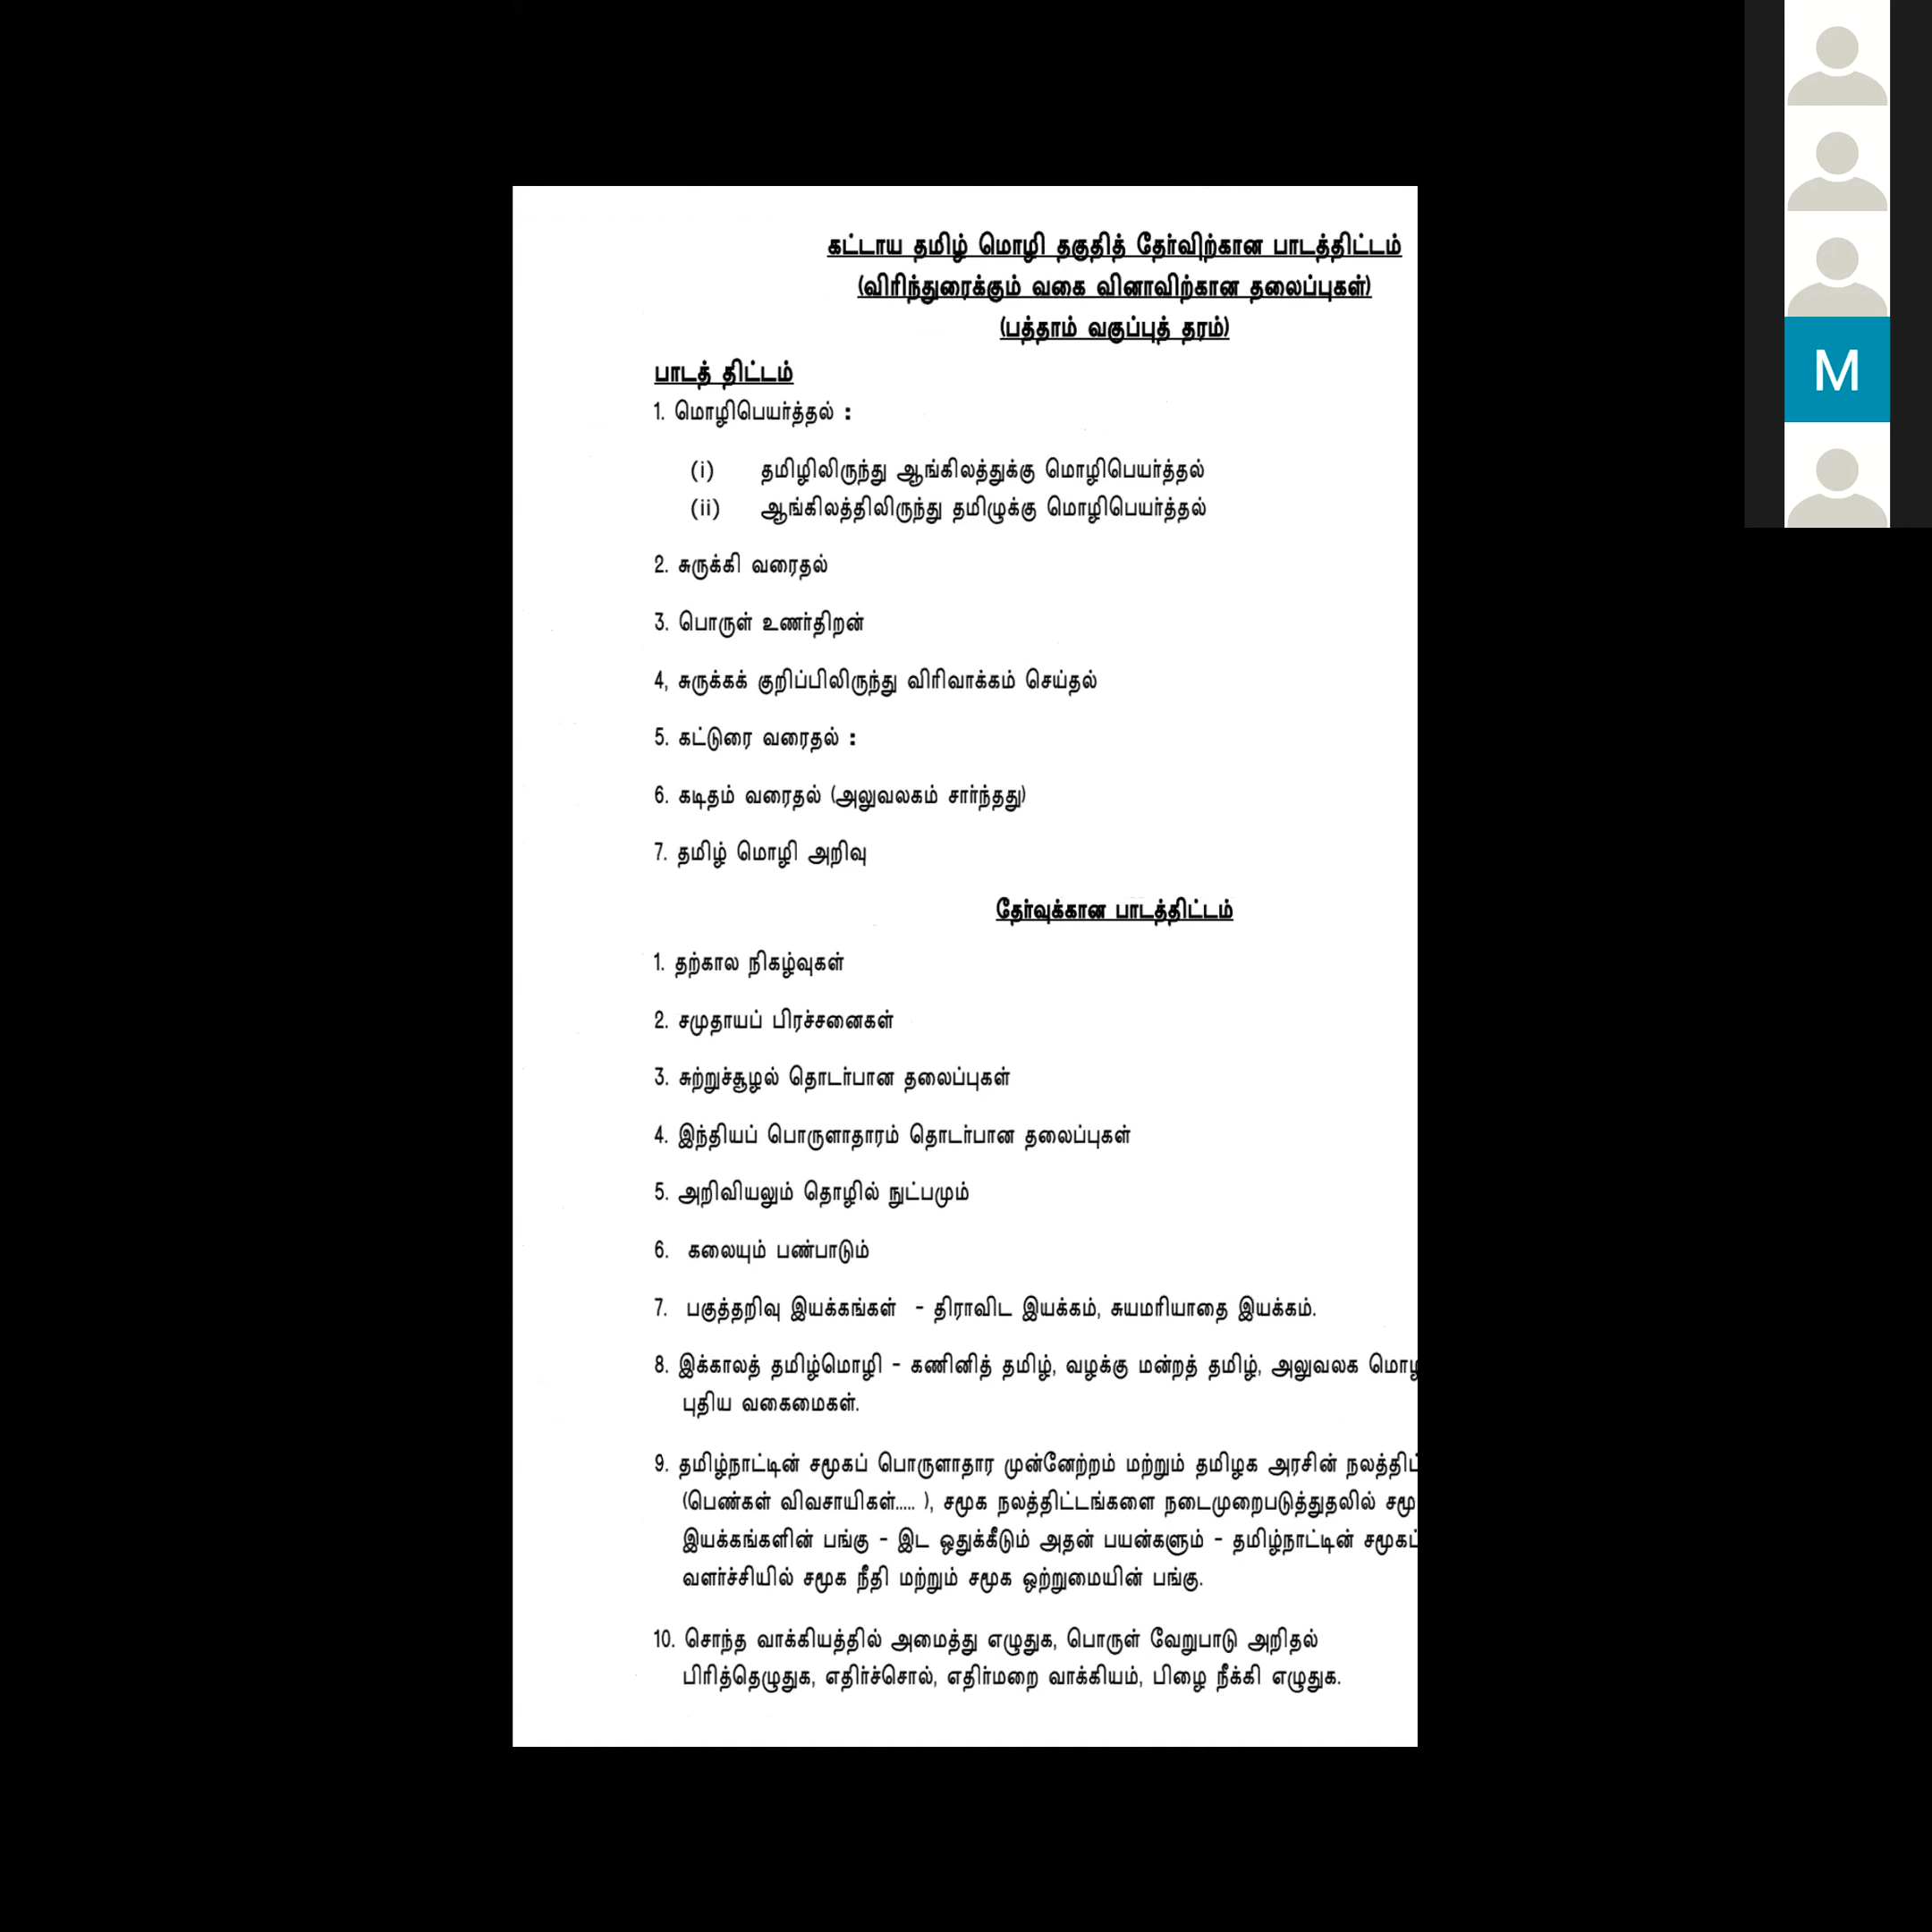 கட்டாய தமிழ் மொழி தகுதித் தேர்விற்கான பாடத்திட்டம்
(விரிந்துரைக்கும் வகை வினாவிற்கான தலைப்புகள்)
(பத்தாம் வகுப்புத் தரம்)
பாடத் திட்டம்
1. மொழிபெயர்த்தல் :
(i) தமிழிலிருந்து ஆங்கிலத்துக்கு மொழிபெயர்த்தல்
(ii) ஆங்கிலத்திலிருந்து தமிழுக்கு மொழிபெயர்த்தல்
2. சுருக்கி வரைதல்
3. பொருள் உணர்திறன்
4, சுருக்கக் குறிப்பிலிருந்து விரிவாக்கம் செய்தல்
5. கட்டுரை வரைதல் :
6. கடிதம் வரைதல் (அலுவலகம் சார்ந்தது)
7. தமிழ் மொழி அறிவு
தேர்வுக்கான பாடத்திட்டம்
1. தற்கால நிகழ்வுகள்
2. சமுதாயப் பிரச்சனைகள்
3. சுற்றுச்சூழல் தொடர்பான தலைப்புகள்
4. இந்தியப் பொருளாதாரம் தொடர்பான தலைப்புகள்
5. அறிவியலும் தொழில் நுட்பமும்
6. கலையும் பண்பாடும்
7. பகுத்தறிவு இயக்கங்கள் - திராவிட இயக்கம், சுயமரியாதை இயக்கம்.
8. இக்காலத் தமிழ்மொழி - கணினித் தமிழ், வழக்கு மன்றத் தமிழ், அலுவலக
புதிய வகைமைகள்.
9. தமிழ்நாட்டின் சமூகப் பொருளாதார முன்னேற்றம் மற்றும் தமிழக அரசின்
(பெண்கள் விவசாயிகள்..... ), சமூக நலத்திட்டங்களை நடைமுறைபடுத்துதலில்
இயக்கங்களின் பங்கு - இட ஒதுக்கீடும் அதன் பயன்களும் - தமிழ்நாட்டின் சமூகப்
வளர்ச்சியில் சமூக நீதி மற்றும் சமூக ஒற்றுமையின் பங்கு.
10. சொந்த வாக்கியத்தில் அமைத்து எழுதுக, பொருள் வேறுபாடு அறிதல்
பிரித்தெழுதுக, எதிர்ச்சொல், எதிர்மறை வாக்கியம், பிழை நீக்கி எழுதுக.
M